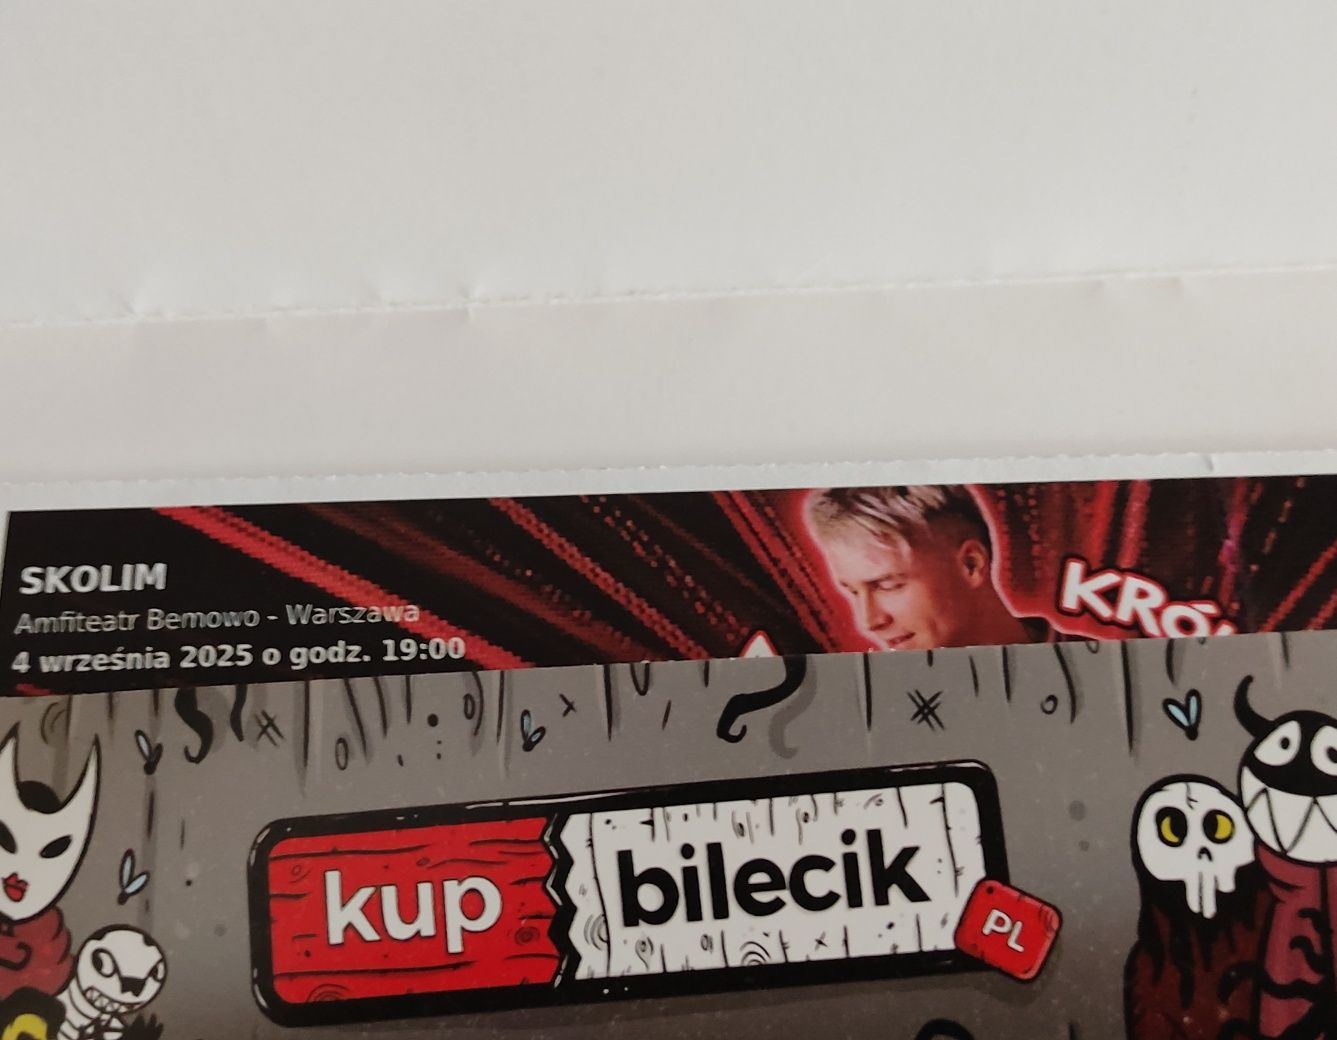 SKOLIM
Amfiteatr Bemowo - Warszawa
4 września 2025 o godz. 19:00
kup bilecik
PL